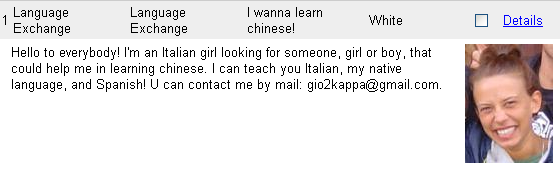 1 Language Exchange Language Exchange I wanna learn chinese! White Details
Hello to everybody! I'm an Italian girl looking for someone, girl or boy, that
could help me in learning chinese. I can teach you Italian, my native
language, and Spanish! U can contact me by mail: gio2kappa@gmail.com.